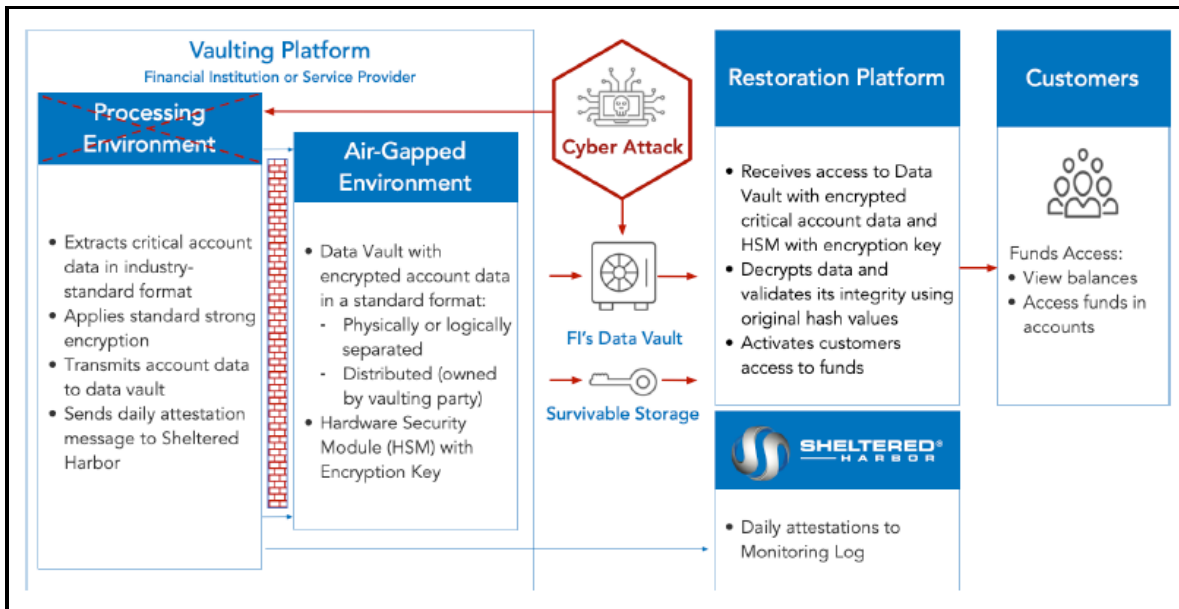 Vaulting Platform
Financial Institution or Service Provider
Processing
Environment
• Extracts critical account
data in industry-
standard format
• Applies standard strong
encryption
• Transmits account data
to data vault
• Sends daily attestation
message to Sheltered
Harbor
Air-Gapped
Environment
• Data Vault with
encrypted account data
in a standard format:
- Physically or logically
separated
- Distributed (owned
by vaulting party)
• Hardware Security
Module (HSM) with
Encryption Key
Cyber Attack
FI's Data Vault
Survivable Storage
Restoration Platform
• Receives access to Data
Vault with encrypted
critical account data and
HSM with encryption key
• Decrypts data and
validates its integrity using
original hash values
• Activates customers
access to funds
SHELTERED®
HARBOR
• Daily attestations to
Monitoring Log
Customers
Funds Access:
• View balances
• Access funds in
accounts